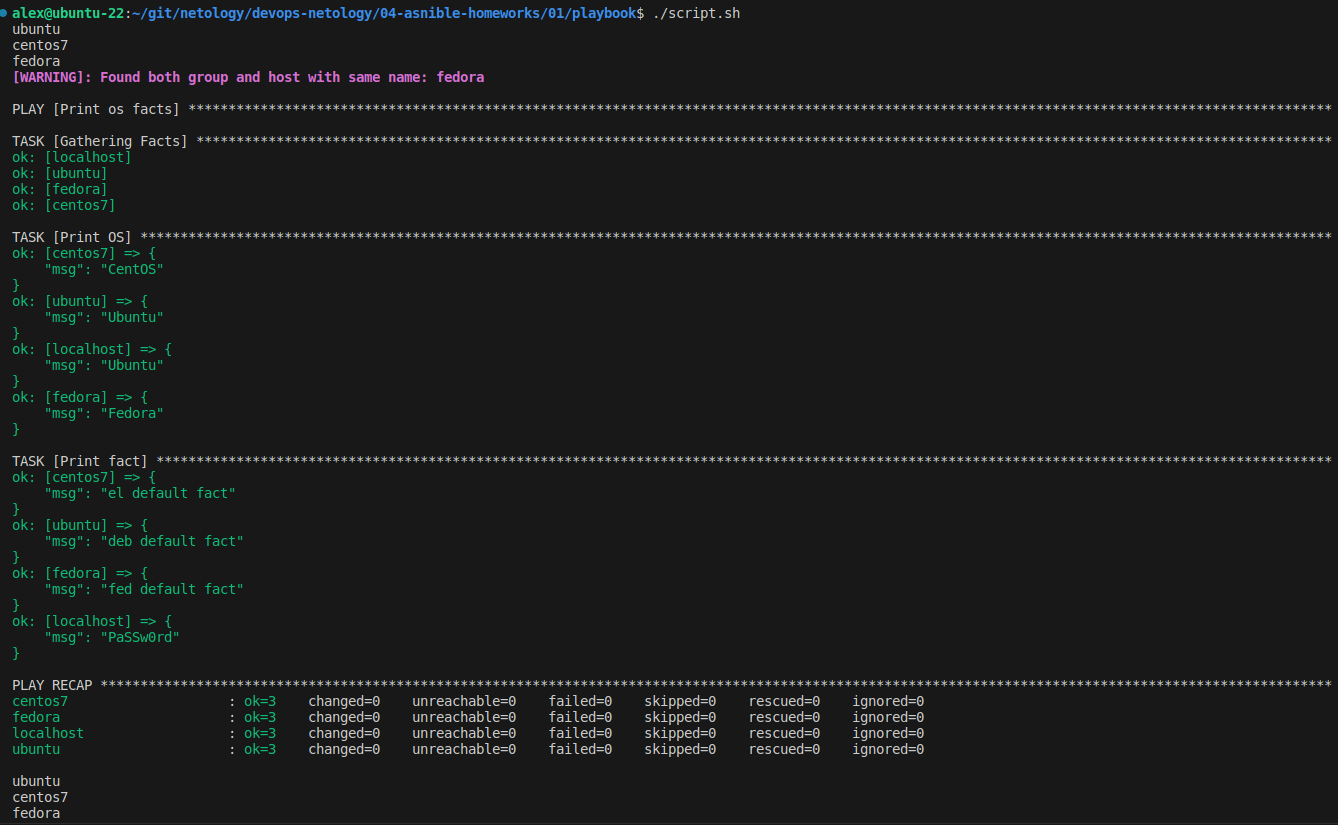 alex@ubuntu-22:~/git/netology/devops-netology/04-asnible-homeworks/01/playbook$ ./script.sh
ubuntu
centos7
fedora
[WARNING]: Found both group and host with same name: fedora
PLAY [Print os facts] ***********************************************************************************************************************************************
TASK [Gathering Facts] **********************************************************************************************************************************************
ok: [localhost]
ok: [ubuntu]
ok: [fedora]
ok: [centos7]
TASK [Print OS] *****************************************************************************************************************************************************
ok: [centos7] => {
    "msg": "CentOS"
}
ok: [ubuntu] => {
    "msg": "Ubuntu"
}
ok: [localhost] => {
    "msg": "Ubuntu"
}
ok: [fedora] => {
    "msg": "Fedora"
}
TASK [Print fact] ***************************************************************************************************************************************************
ok: [centos7] => {
    "msg": "el default fact"
}
ok: [ubuntu] => {
    "msg": "deb default fact"
}
ok: [fedora] => {
    "msg": "fed default fact"
}
ok: [localhost] => {
    "msg": "PaSSw0rd"
}
PLAY RECAP **********************************************************************************************************************************************************
centos7                    : ok=3    changed=0    unreachable=0    failed=0    skipped=0    rescued=0    ignored=0
fedora                     : ok=3    changed=0    unreachable=0    failed=0    skipped=0    rescued=0    ignored=0
localhost                  : ok=3    changed=0    unreachable=0    failed=0    skipped=0    rescued=0    ignored=0
ubuntu                     : ok=3    changed=0    unreachable=0    failed=0    skipped=0    rescued=0    ignored=0
ubuntu
centos7
fedora